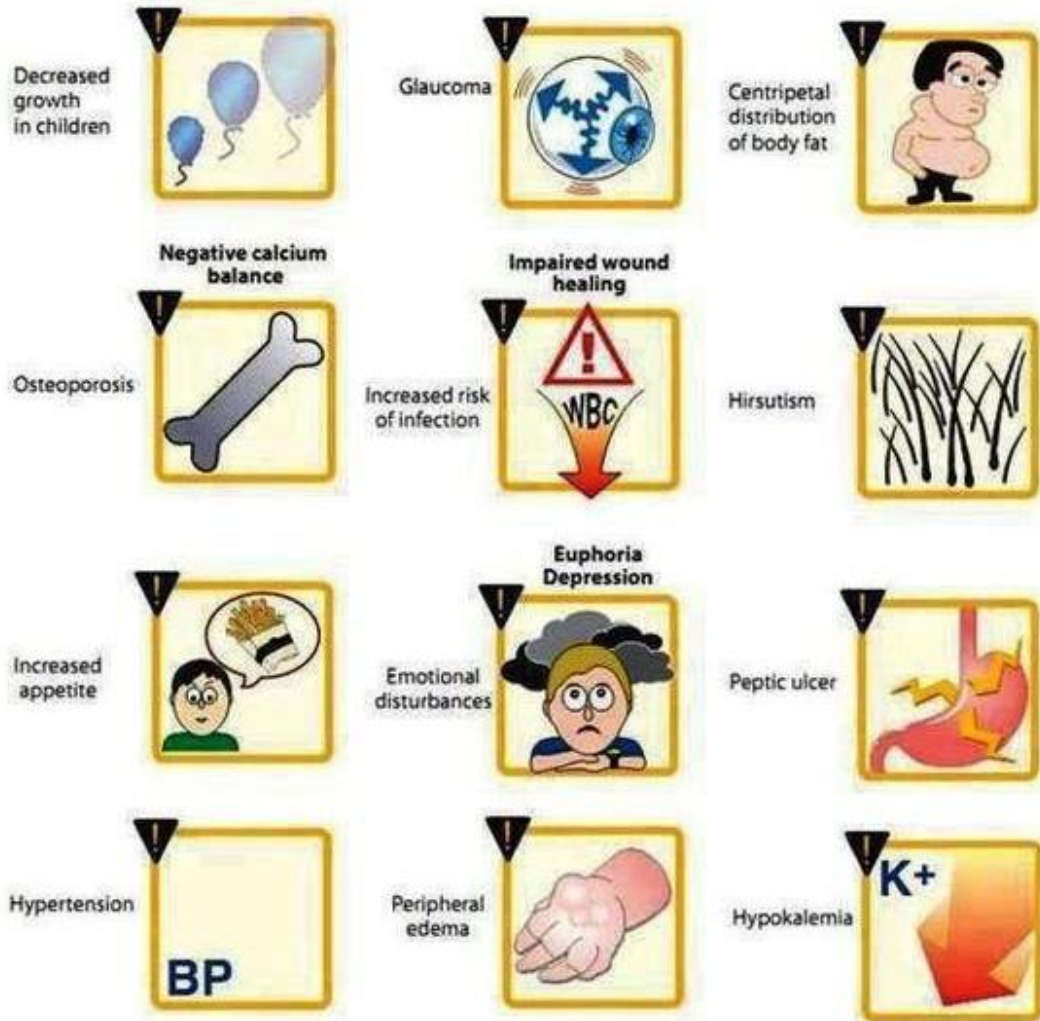 Decreased
growth
in children
!
Glaucoma
!
Centripetal
distribution
of body fat
!
Negative calcium
balance
Osteoporosis
!
Impaired wound
healing
Increased risk
of infection
!
!
WBC
Hirsutism
!
Increased
appetite
!
Euphoria
Depression
Emotional
disturbances
!
Peptic ulcer
!
Hypertension
!
BP
Peripheral
edema
!
Hypokalemia
!
K+